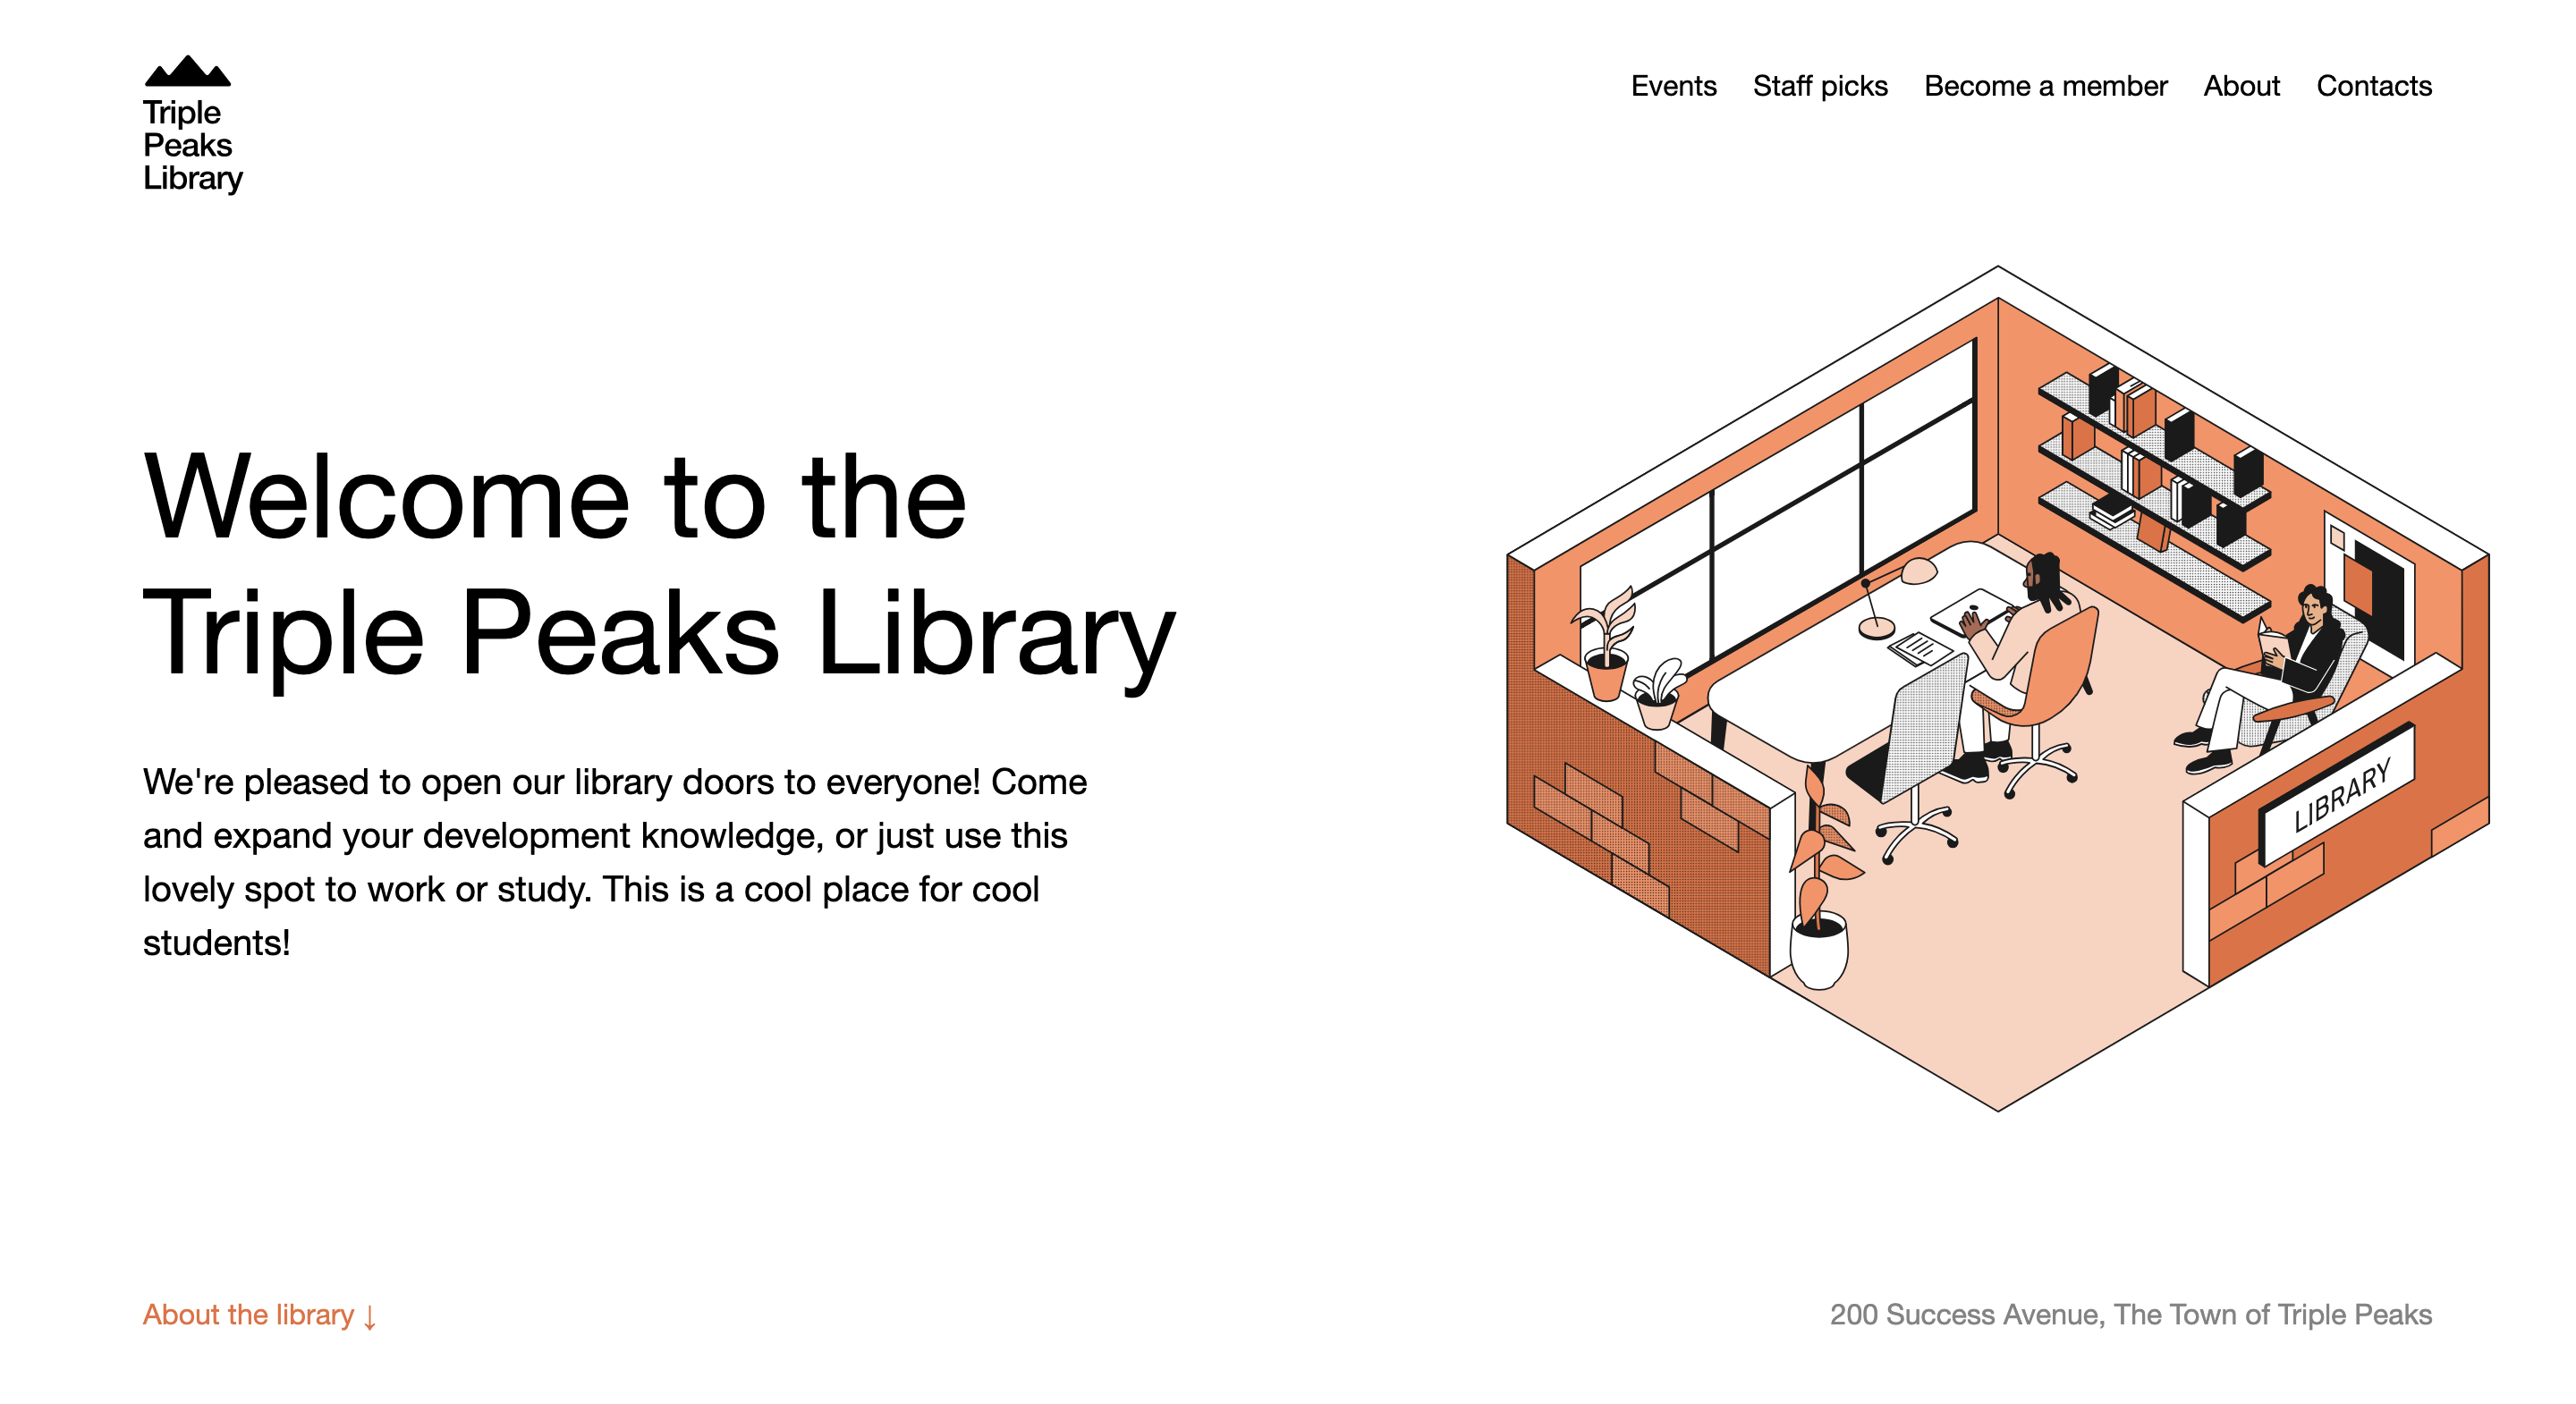 Triple
Peaks
Library
Events Staff picks Become a member About Contacts
Welcome to the
Triple Peaks Library
We're pleased to open our library doors to everyone! Come
and expand your development knowledge, or just use this
lovely spot to work or study. This is a cool place for cool
students!
LIBRARY
About the library ↓
200 Success Avenue, The Town of Triple Peaks